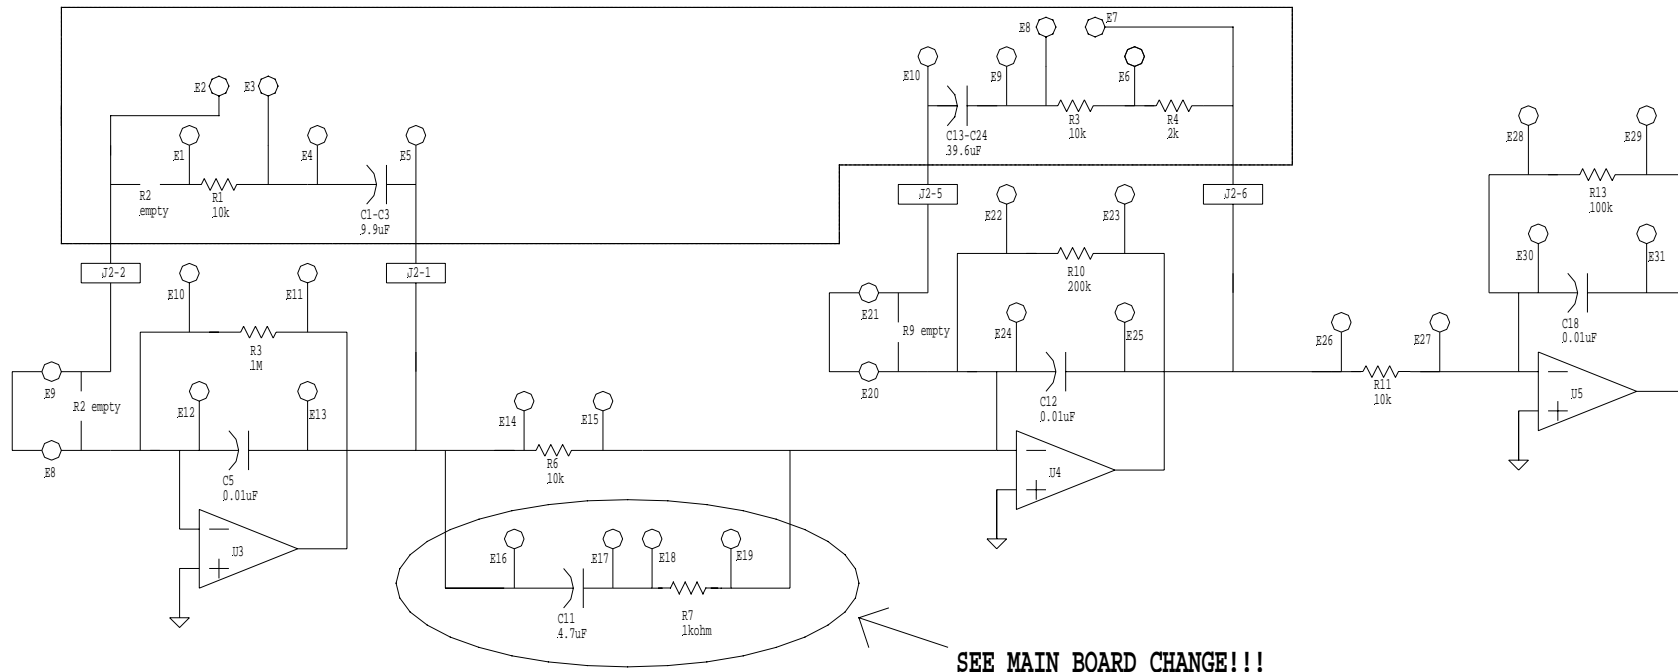 E7
E8
E10
E9
E6
E2
E3
R3
10k
R4
2k
C13-C24
39.6uF
E1
E4
E5
E28
E29
R2
empty
R1
10k
C1-C3
9.9uF
J2-5
J2-6
R13
100k
E22
E23
J2-2
J2-1
E10
E11
R10
200k
E30
E31
E21
R9 empty
E24
E25
E26
E27
C18
0.01uF
R3
1M
E9
R2 empty
E12
E13
E20
C12
0.01uF
R11
10k
U5
E14
E15
E8
C5
0.01uF
R6
10k
U4
U3
E16
E17
E18
E19
C11
4.7uF
R7
1kohm
SEE MAIN BOARD CHANGE!!!